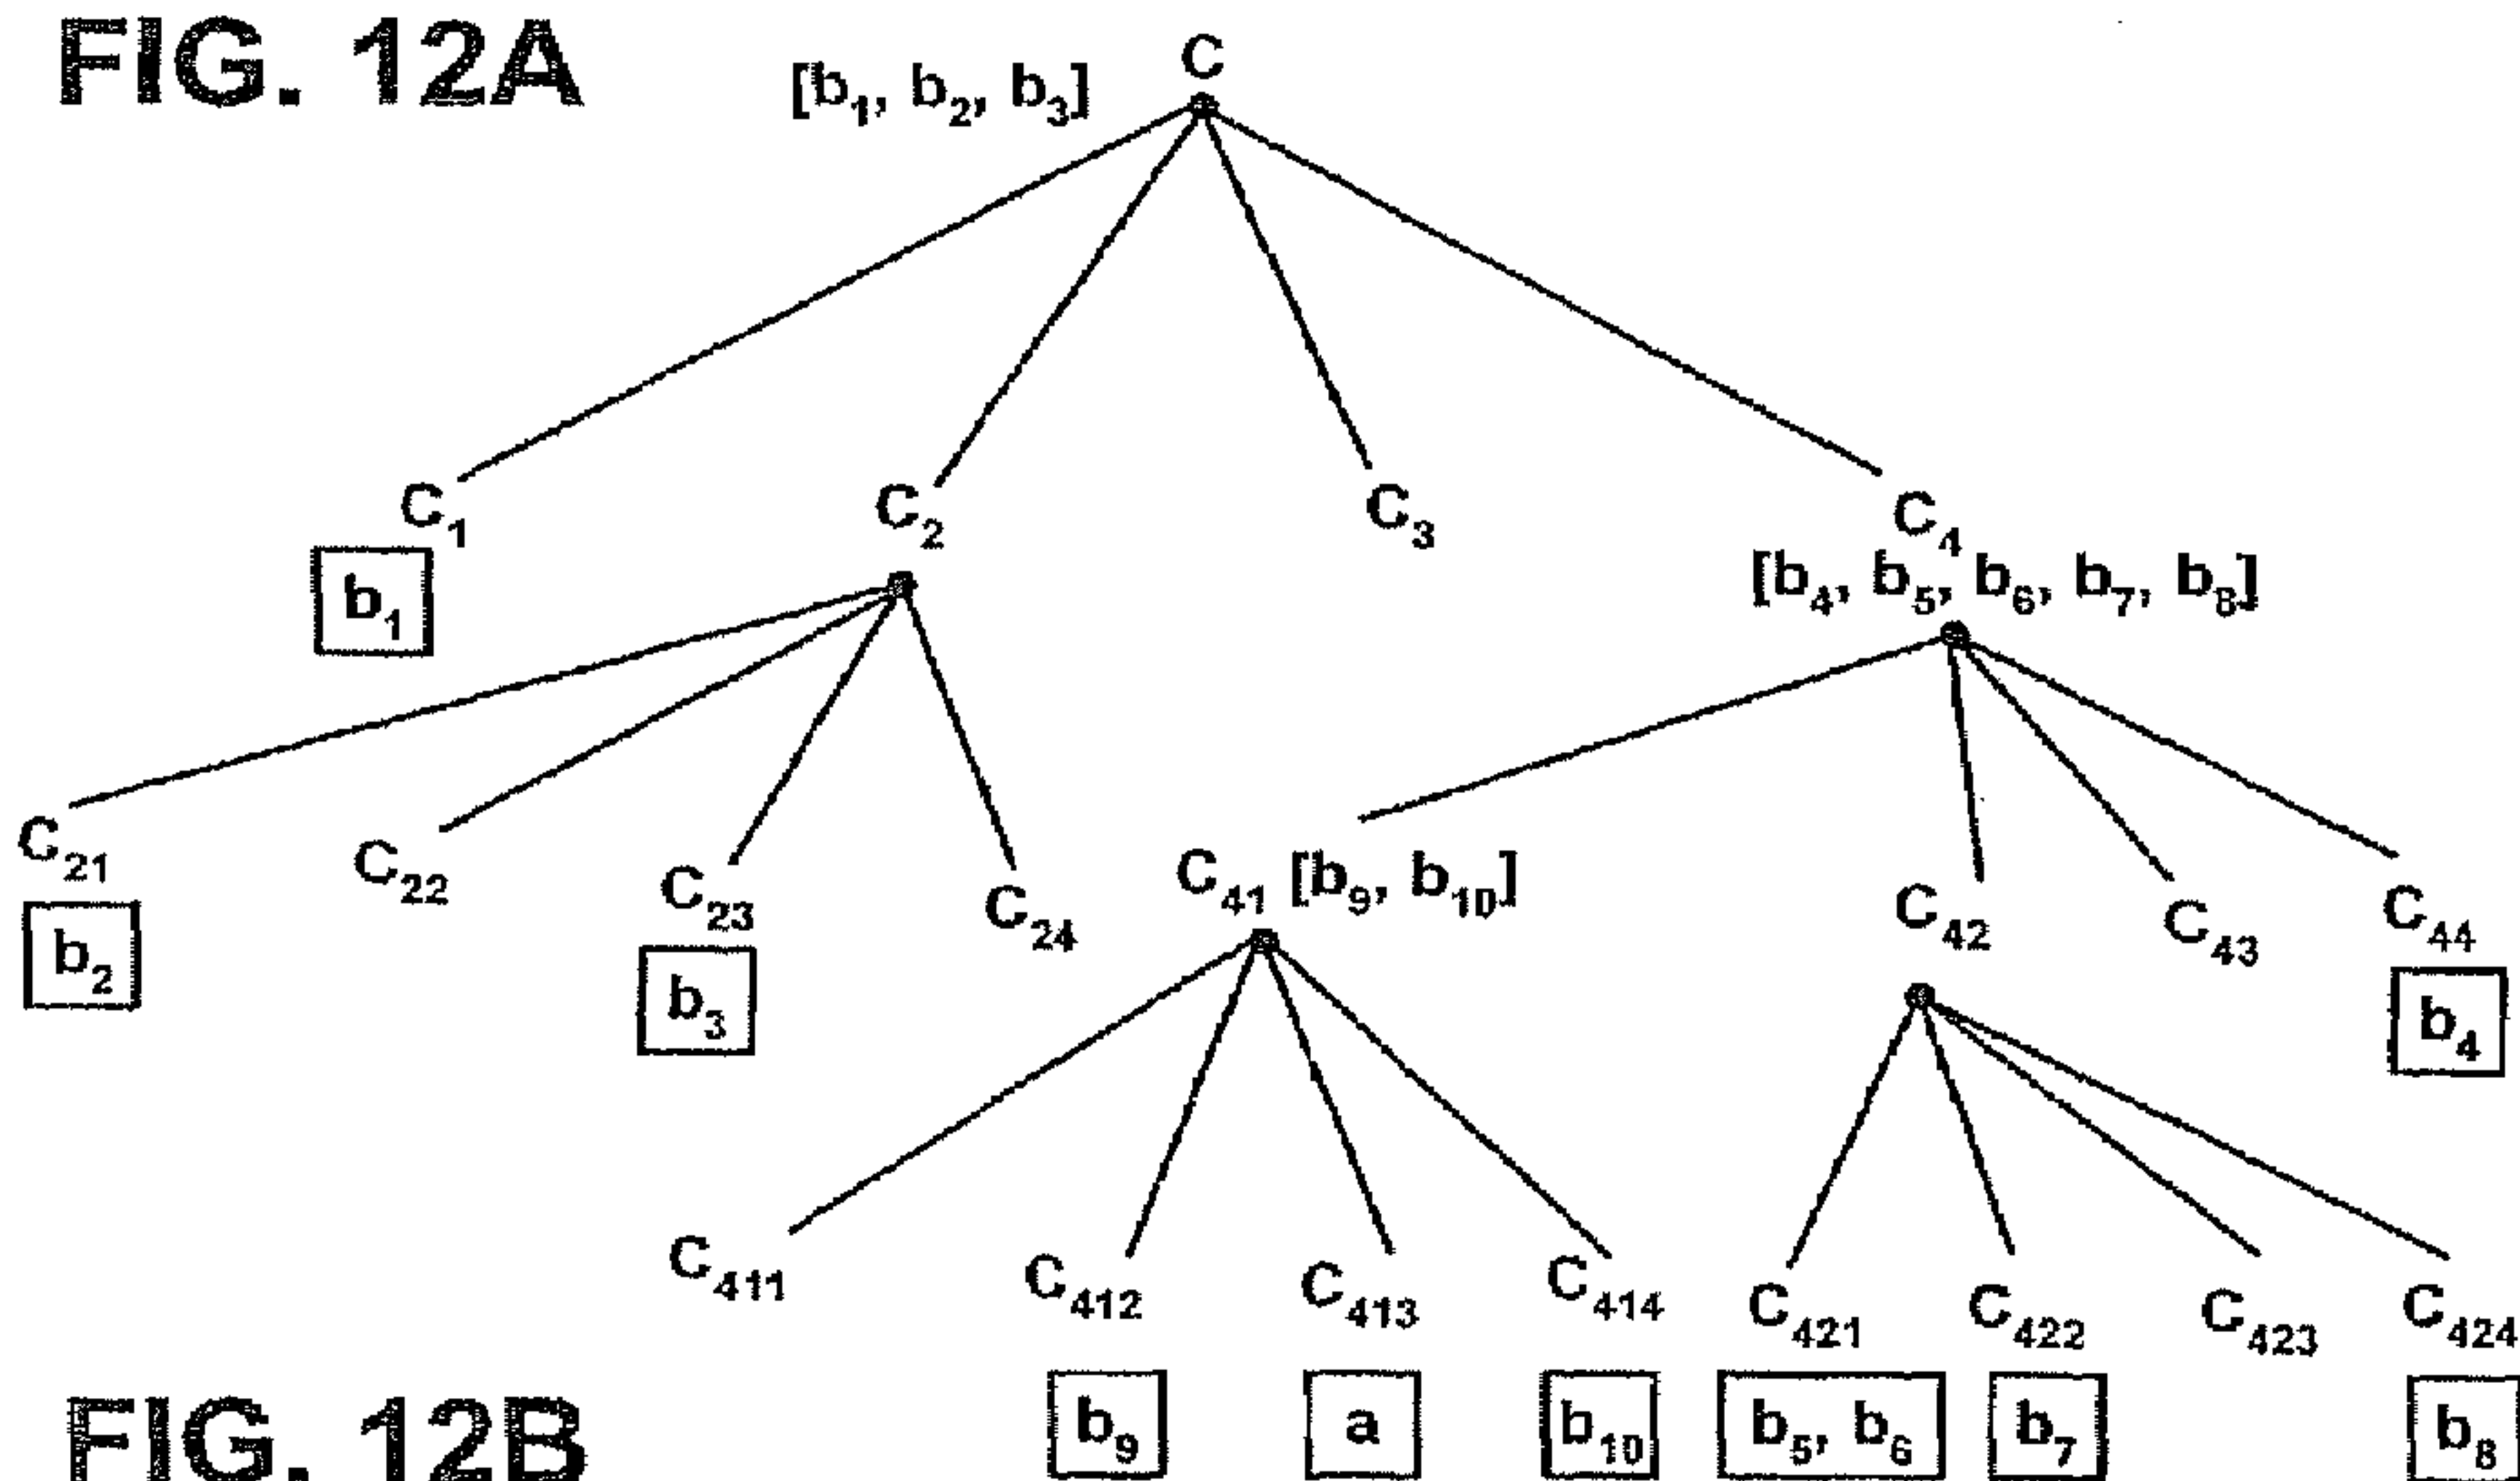 FIG. 12A
C
[b₁, b₂, b₃]
C₁ C₂ C₃ C₄
b₁
[b₄, b₅, b₆, b₇, b₈]
C₂₁ C₂₂ C₂₃ C₂₄ C₄₁ [b₉, b₁₀] C₄₂ C₄₃ C₄₄
b₂ b₃ b₄
C₄₁₁ C₄₁₂ C₄₁₃ C₄₁₄ C₄₂₁ C₄₂₂ C₄₂₃ C₄₂₄
b₉ a b₁₀ b₅, b₆ b₇ b₈
FIG. 12B